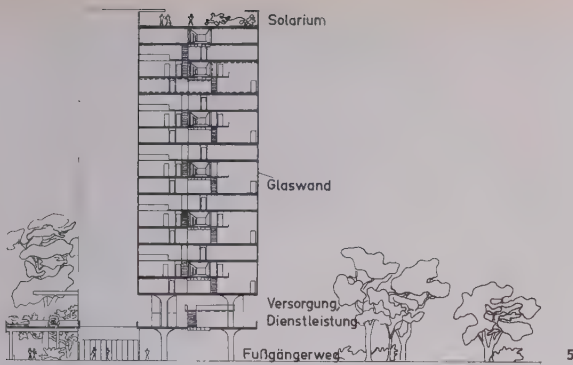 Solarium
Glaswand
Versorgung,
Dienstleistung
Fußgängerweg
5